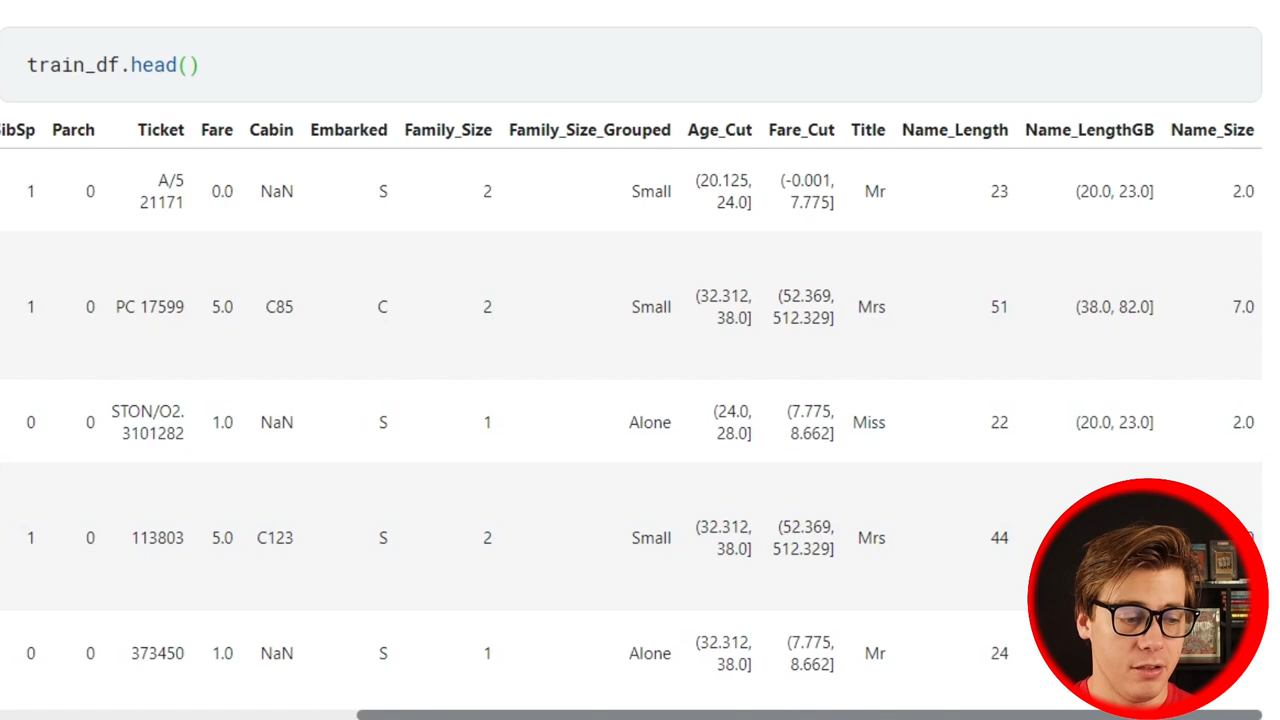 train_df.head()
ibSp Parch Ticket Fare Cabin Embarked Family_Size Family_Size_Grouped Age_Cut Fare_Cut Title Name_Length Name_LengthGB Name_Size
1 0 A/5 21171 0.0 NaN S 2 Small (20.125, 24.0] (-0.001, 7.775] Mr 23 (20.0, 23.0] 2.0
1 0 PC 17599 5.0 C85 C 2 Small (32.312, 38.0] (52.369, 512.329] Mrs 51 (38.0, 82.0] 7.0
0 0 STON/O2. 3101282 1.0 NaN S 1 Alone (24.0, 28.0] (7.775, 8.662] Miss 22 (20.0, 23.0] 2.0
1 0 113803 5.0 C123 S 2 Small (32.312, 38.0] (52.369, 512.329] Mrs 44
0 0 373450 1.0 NaN S 1 Alone (32.312, 38.0] (7.775, 8.662] Mr 24